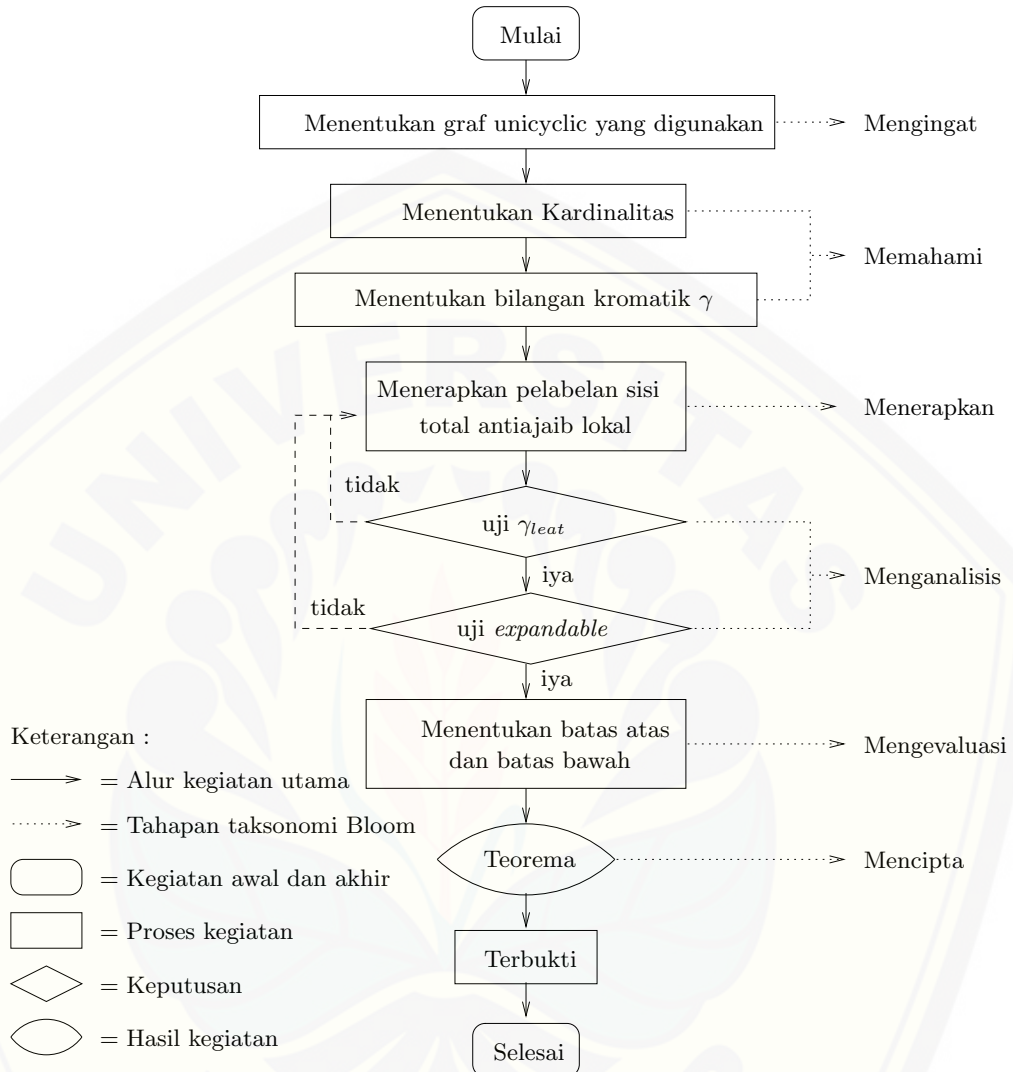 Mulai
Menentukan graf unicyclic yang digunakan
Mengingat
Menentukan Kardinalitas
Memahami
Menentukan bilangan kromatik γ
Menerapkan pelabelan sisi
total antiajaib lokal
Menerapkan
tidak
uji γleat
iya
Menganalisis
tidak
uji expandable
iya
Menentukan batas atas
dan batas bawah
Mengevaluasi
Teorema
Mencipta
Terbukti
Selesai
Keterangan :
= Alur kegiatan utama
= Tahapan taksonomi Bloom
= Kegiatan awal dan akhir
= Proses kegiatan
= Keputusan
= Hasil kegiatan
UNIVERSITAS